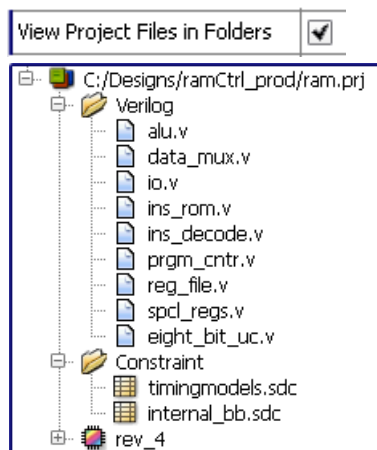 View Project Files in Folders
C:/Designs/ramCtrl_prod/ram.prj
Verilog
alu.v
data_mux.v
io.v
ins_rom.v
ins_decode.v
prgm_cntr.v
reg_file.v
spcl_regs.v
eight_bit_uc.v
Constraint
timingmodels.sdc
internal_bb.sdc
rev_4